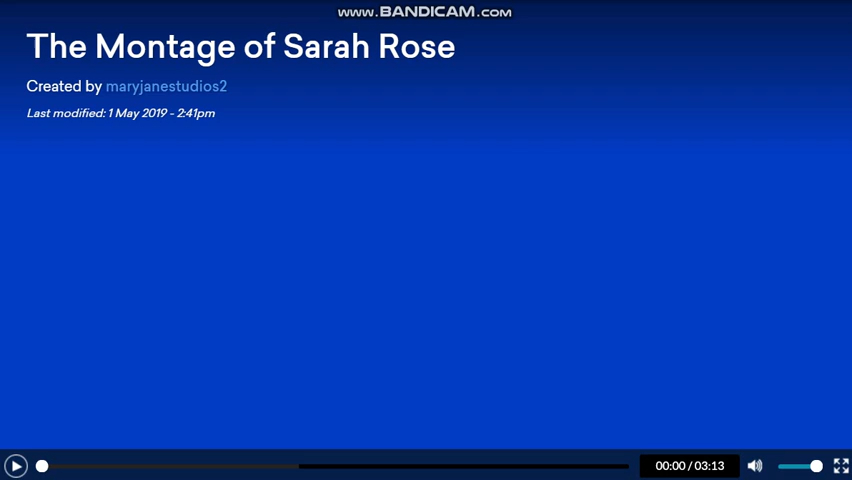 www.BANDICAM.com
The Montage of Sarah Rose
Created by maryjanestudios2
Last modified: 1 May 2019 - 2:41pm
00:00 / 03:13